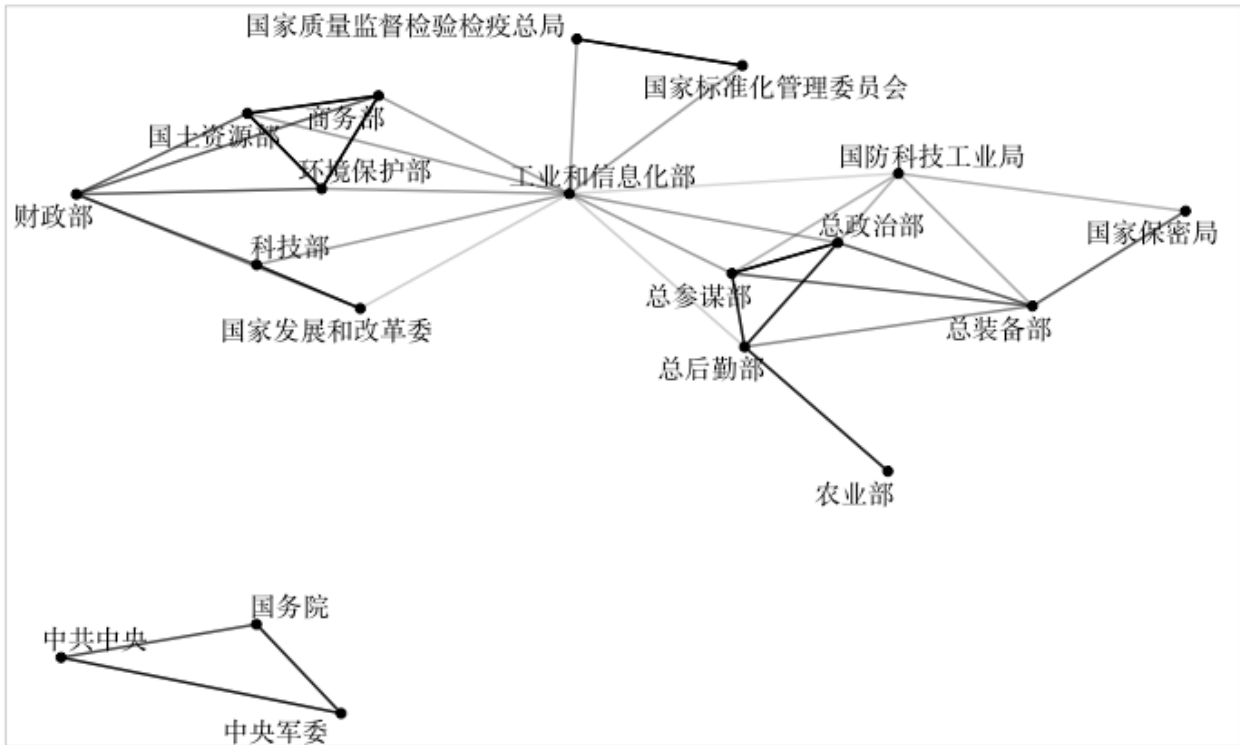 国家质量监督检验检疫总局
国家标准化管理委员会
商务部
国土资源部
国防科技工业局
环境保护部
工业和信息化部
财政部
总政治部
国家保密局
科技部
总参谋部
国家发展和改革委
总装备部
总后勤部
农业部
国务院
中共中央
中央军委